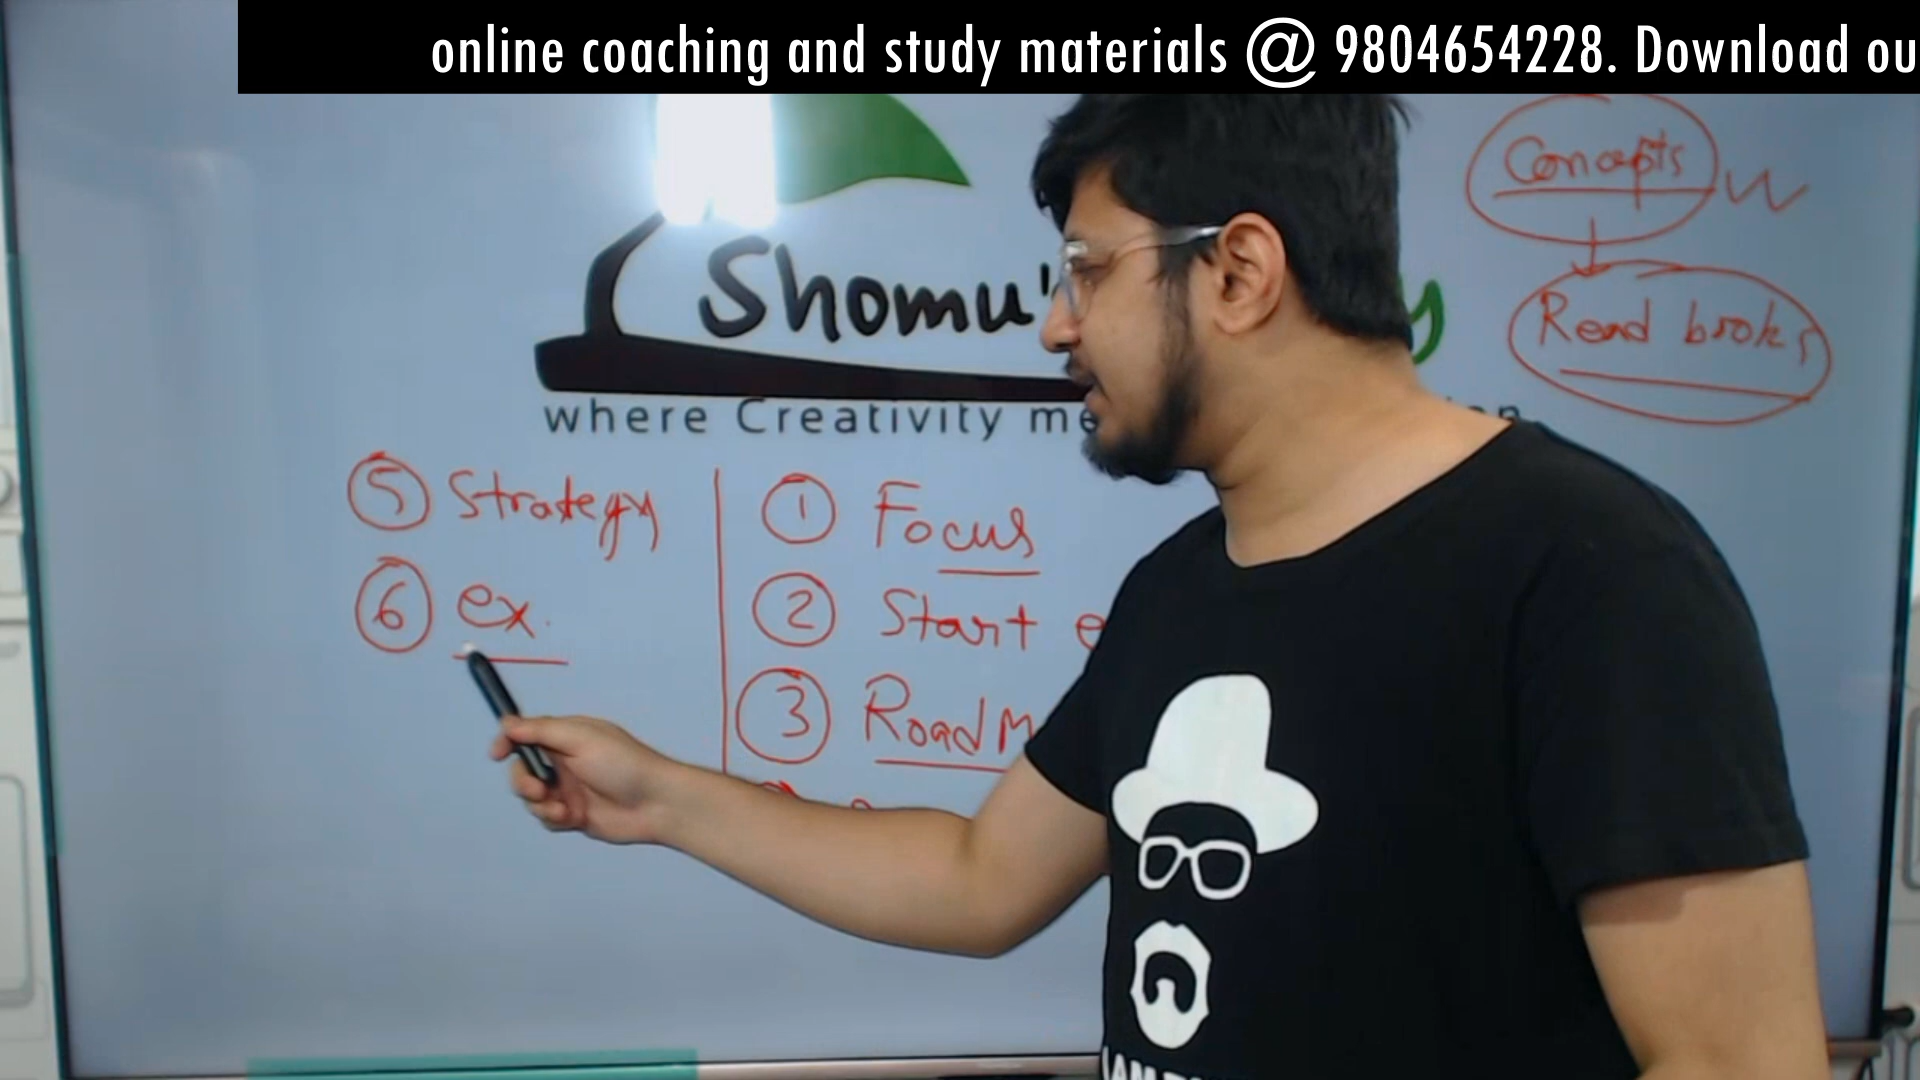 online coaching and study materials @ 9804654228. Download ou
Concepts
Read books
Shomu's
where Creativity me
5 Strategy
6 ex.
1 Focus
2 Start e
3 Road M